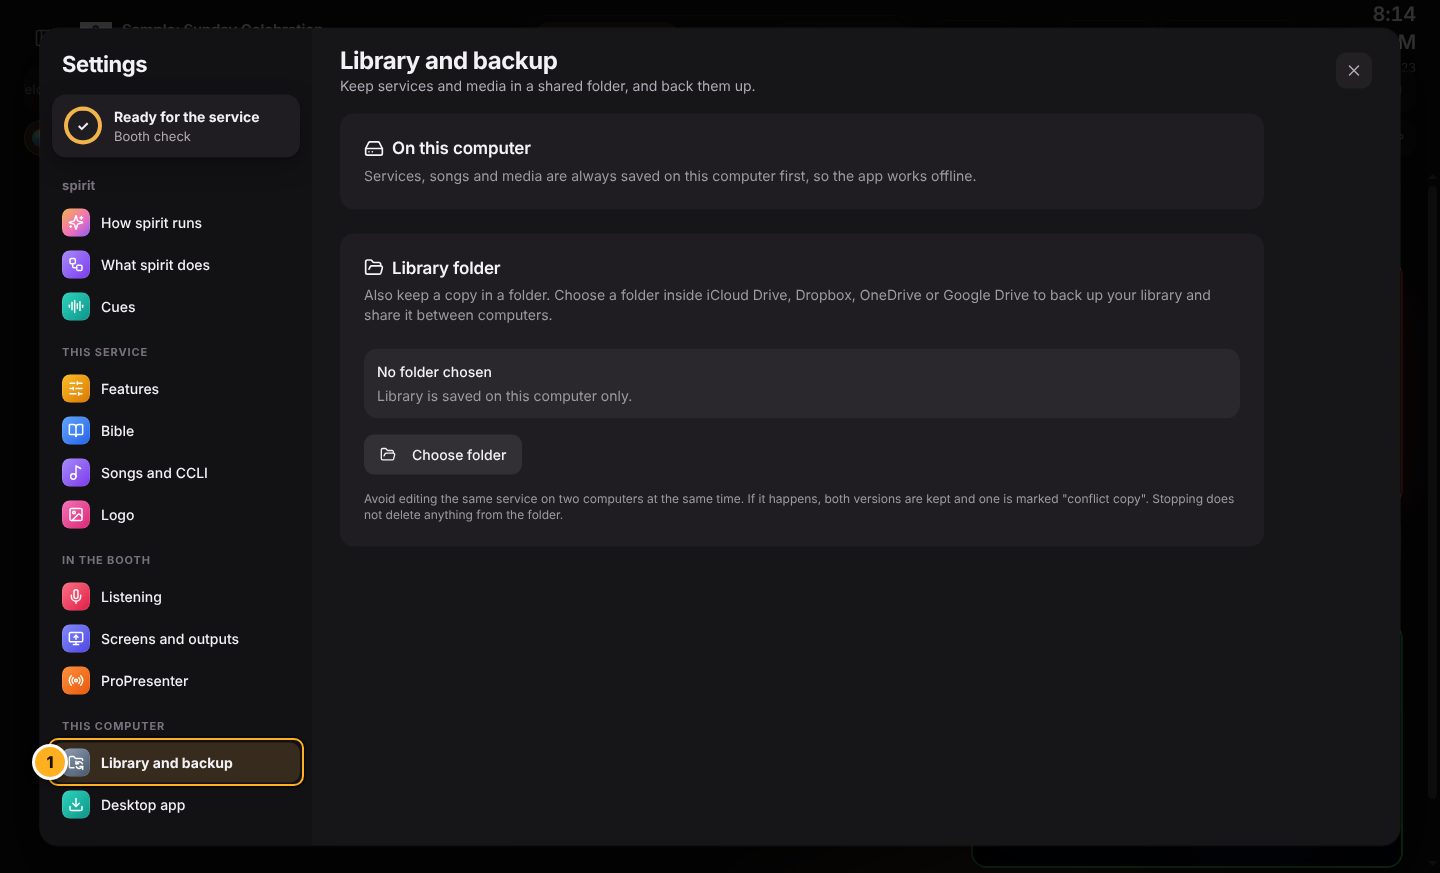 8:14
Settings
Ready for the service
Booth check
spirit
How spirit runs
What spirit does
Cues
THIS SERVICE
Features
Bible
Songs and CCLI
Logo
IN THE BOOTH
Listening
Screens and outputs
ProPresenter
THIS COMPUTER
1
Library and backup
Desktop app
Library and backup
Keep services and media in a shared folder, and back them up.
On this computer
Services, songs and media are always saved on this computer first, so the app works offline.
Library folder
Also keep a copy in a folder. Choose a folder inside iCloud Drive, Dropbox, OneDrive or Google Drive to back up your library and
share it between computers.
No folder chosen
Library is saved on this computer only.
Choose folder
Avoid editing the same service on two computers at the same time. If it happens, both versions are kept and one is marked "conflict copy". Stopping does
not delete anything from the folder.